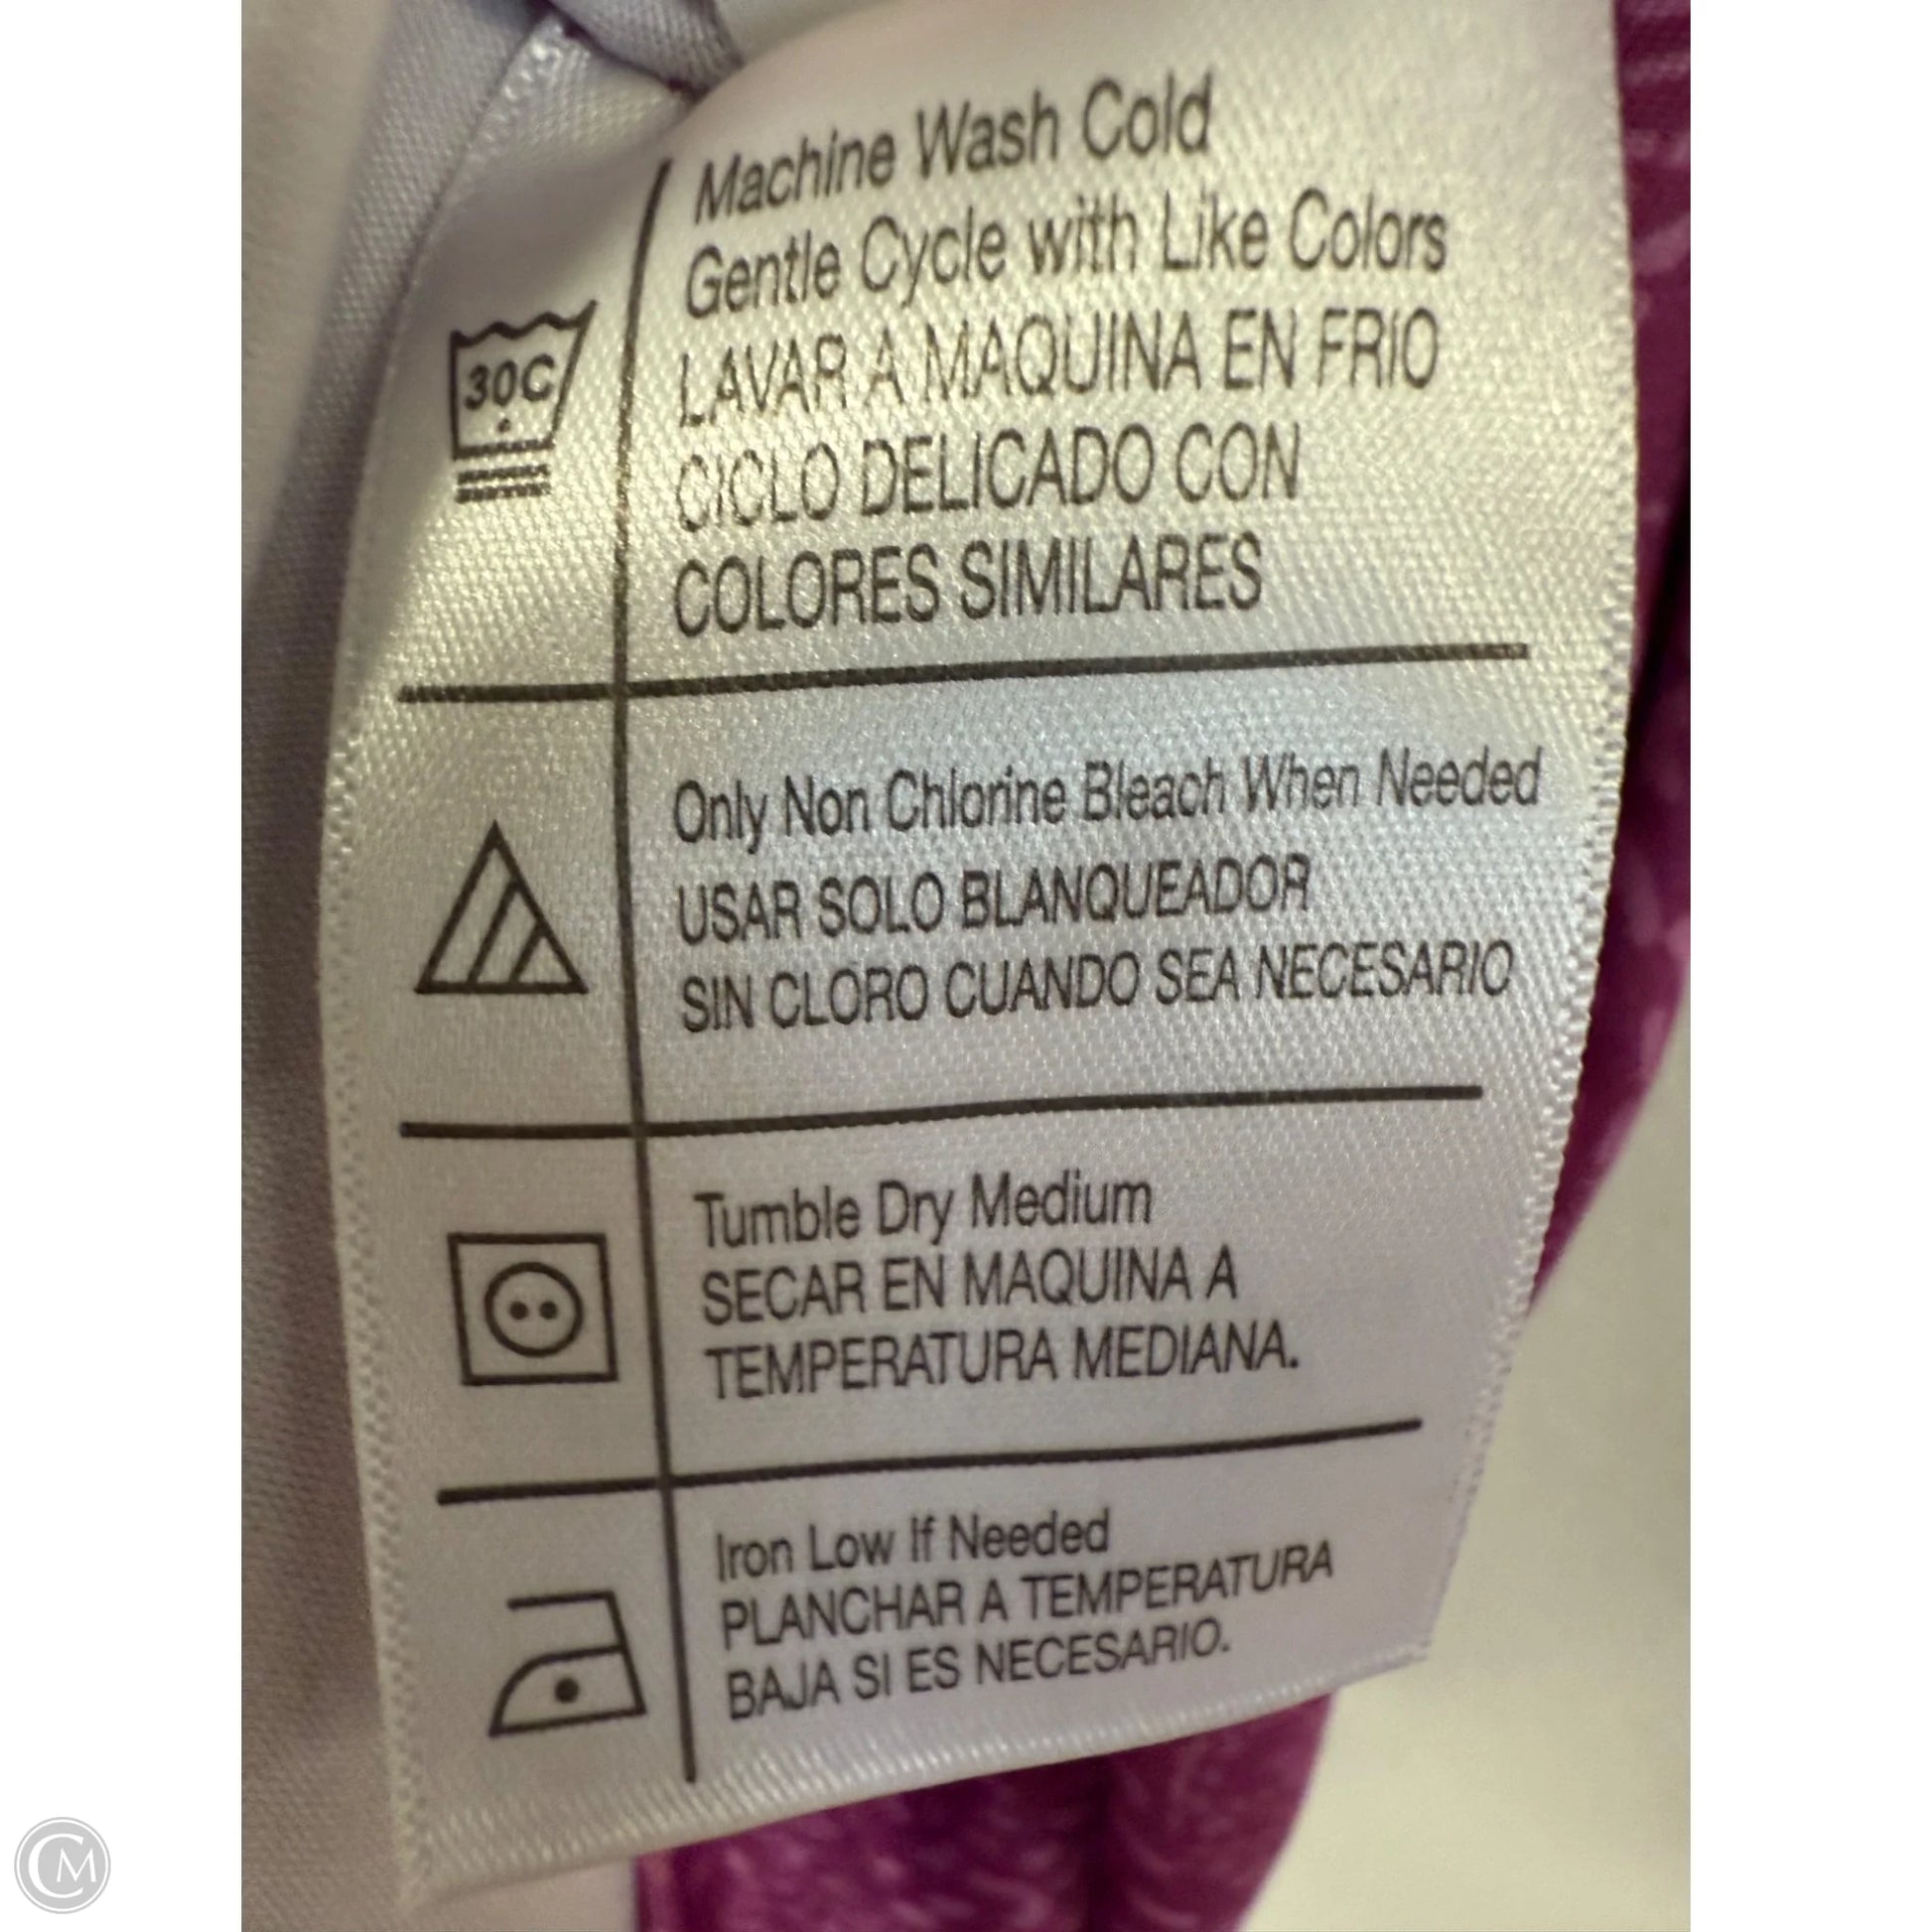 Machine Wash Cold
Gentle Cycle with Like Colors
LAVAR A MAQUINA EN FRIO
CICLO DELICADO CON
COLORES SIMILARES
30C
Only Non Chlorine Bleach When Needed
USAR SOLO BLANQUEADOR
SIN CLORO CUANDO SEA NECESARIO
Tumble Dry Medium
SECAR EN MAQUINA A
TEMPERATURA MEDIANA.
Iron Low If Needed
PLANCHAR A TEMPERATURA
BAJA SI ES NECESARIO.
CM